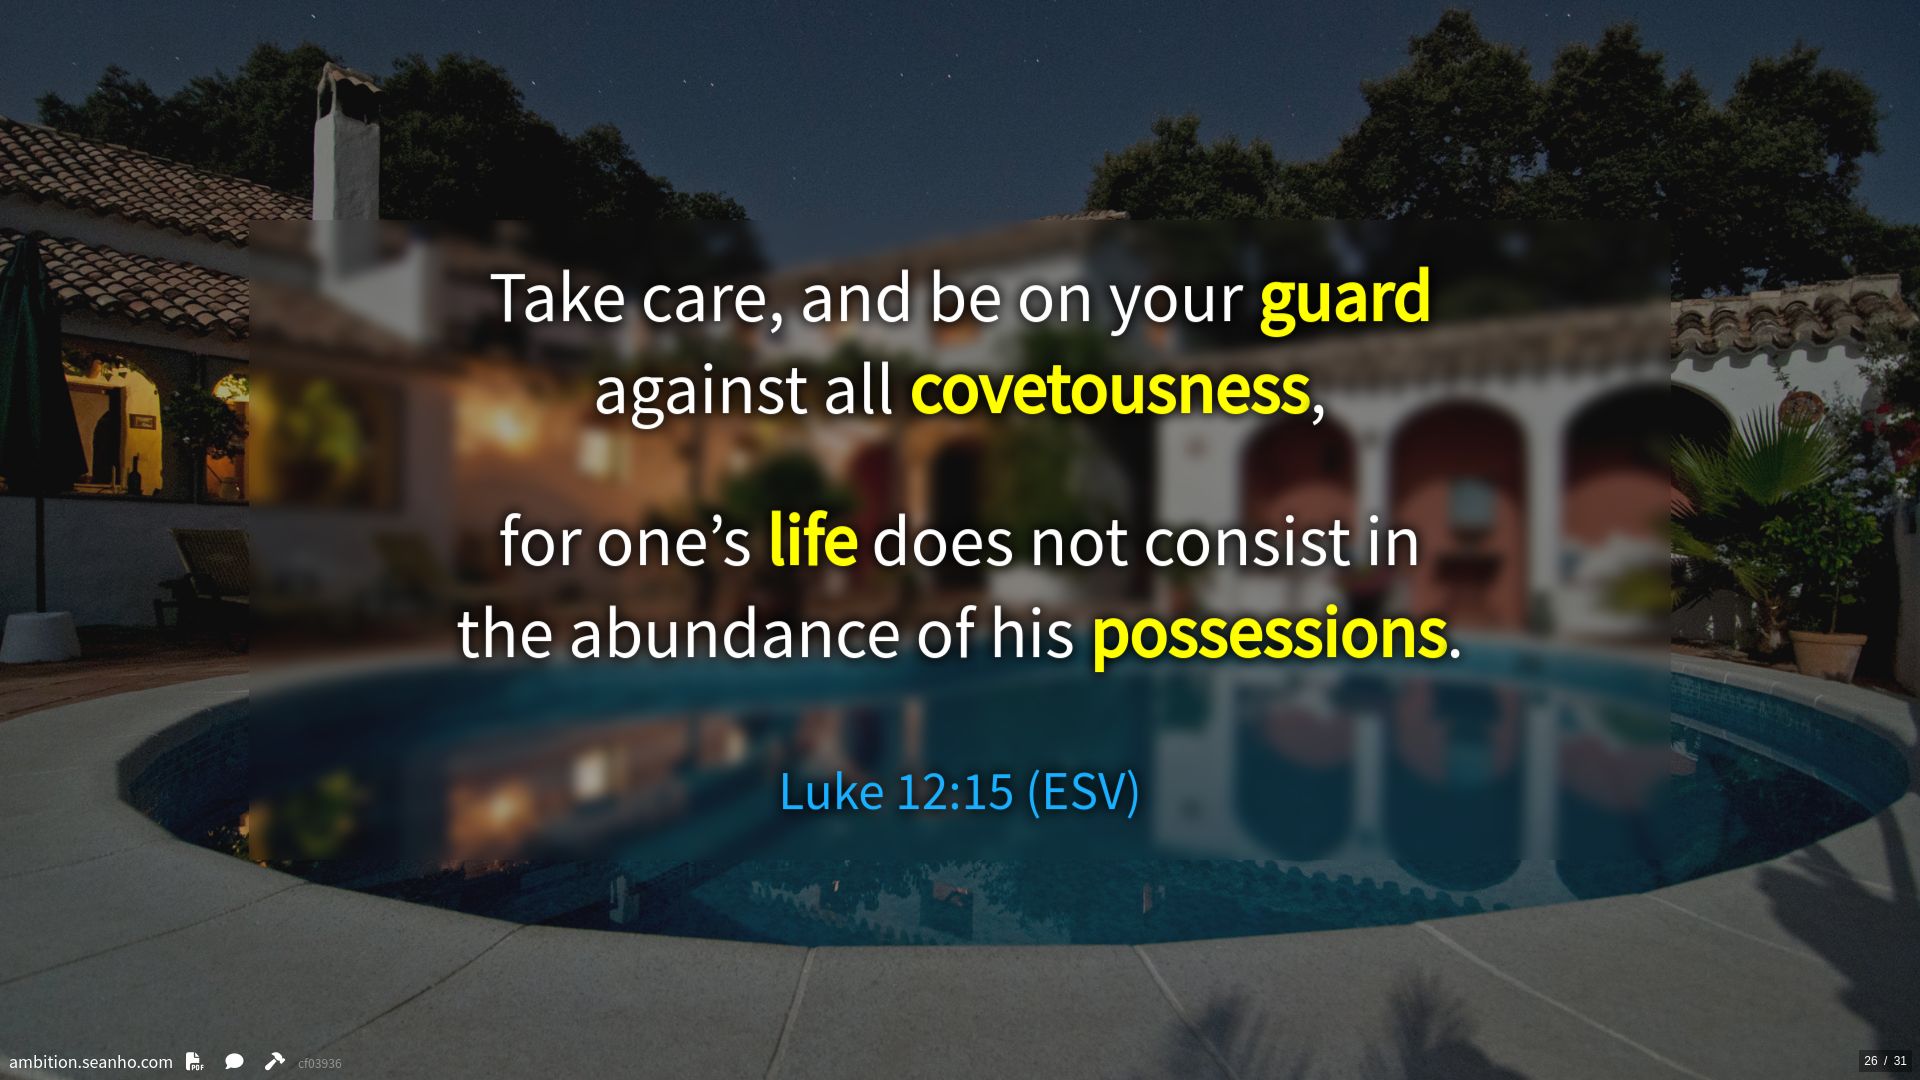 Take care, and be on your guard
against all covetousness,
for one’s life does not consist in
the abundance of his possessions.
Luke 12:15 (ESV)
ambition.seanho.com
PDF
cf03936
26 / 31